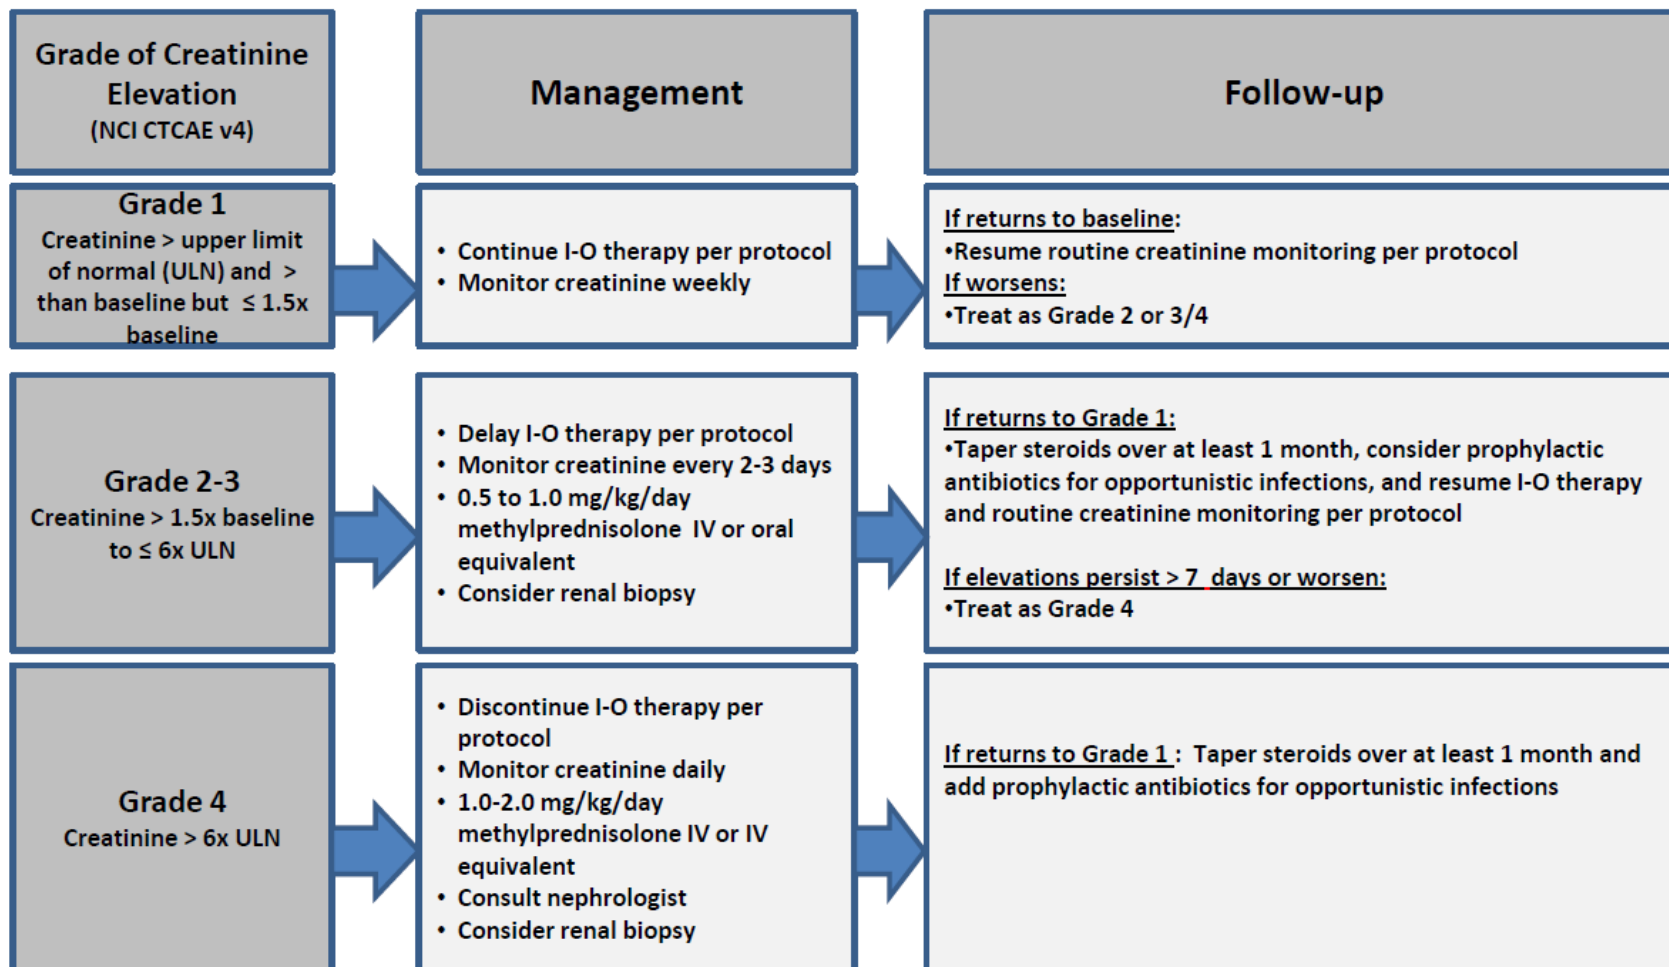 Grade of Creatinine
Elevation
(NCI CTCAE v4)
Management
Follow-up
Grade 1
Creatinine > upper limit
of normal (ULN) and >
than baseline but ≤ 1.5x
baseline
• Continue I-O therapy per protocol
• Monitor creatinine weekly
If returns to baseline:
•Resume routine creatinine monitoring per protocol
If worsens:
•Treat as Grade 2 or 3/4
Grade 2-3
Creatinine > 1.5x baseline
to ≤ 6x ULN
• Delay I-O therapy per protocol
• Monitor creatinine every 2-3 days
• 0.5 to 1.0 mg/kg/day
methylprednisolone IV or oral
equivalent
• Consider renal biopsy
If returns to Grade 1:
•Taper steroids over at least 1 month, consider prophylactic
antibiotics for opportunistic infections, and resume I-O therapy
and routine creatinine monitoring per protocol
If elevations persist > 7 days or worsen:
•Treat as Grade 4
Grade 4
Creatinine > 6x ULN
• Discontinue I-O therapy per
protocol
• Monitor creatinine daily
• 1.0-2.0 mg/kg/day
methylprednisolone IV or IV
equivalent
• Consult nephrologist
• Consider renal biopsy
If returns to Grade 1 : Taper steroids over at least 1 month and
add prophylactic antibiotics for opportunistic infections